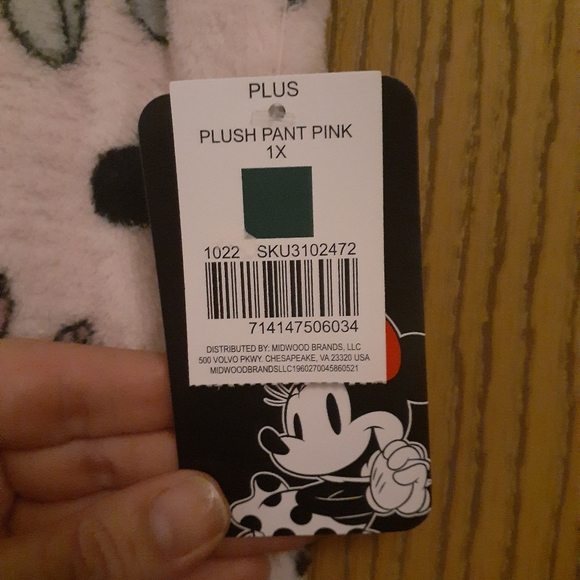 PLUS
PLUSH PANT PINK
1X
1022 SKU3102472
714147506034
DISTRIBUTED BY: MIDWOOD BRANDS, LLC
500 VOLVO PKWY. CHESAPEAKE, VA 23320 USA
MIDWOODBRANDSLLC1960270045860521